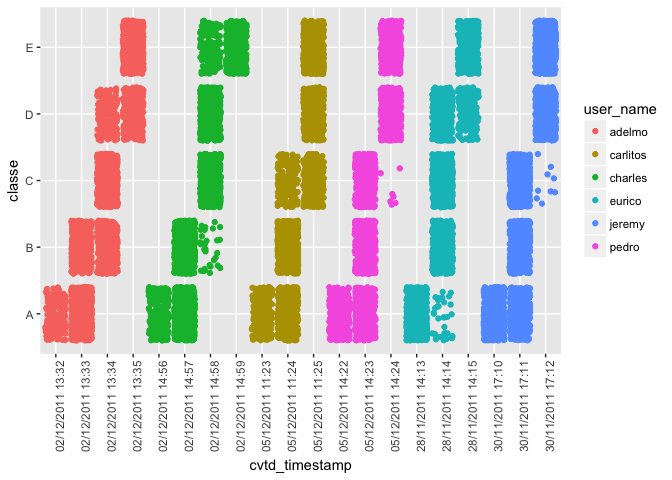 classe
E
D
C
B
A
02/12/2011 13:32
02/12/2011 13:33
02/12/2011 13:34
02/12/2011 13:35
02/12/2011 14:56
02/12/2011 14:57
02/12/2011 14:58
02/12/2011 14:59
05/12/2011 11:23
05/12/2011 11:24
05/12/2011 11:25
05/12/2011 14:22
05/12/2011 14:23
05/12/2011 14:24
28/11/2011 14:13
28/11/2011 14:14
28/11/2011 14:15
30/11/2011 17:10
30/11/2011 17:11
30/11/2011 17:12
cvtd_timestamp
user_name
adelmo
carlitos
charles
eurico
jeremy
pedro